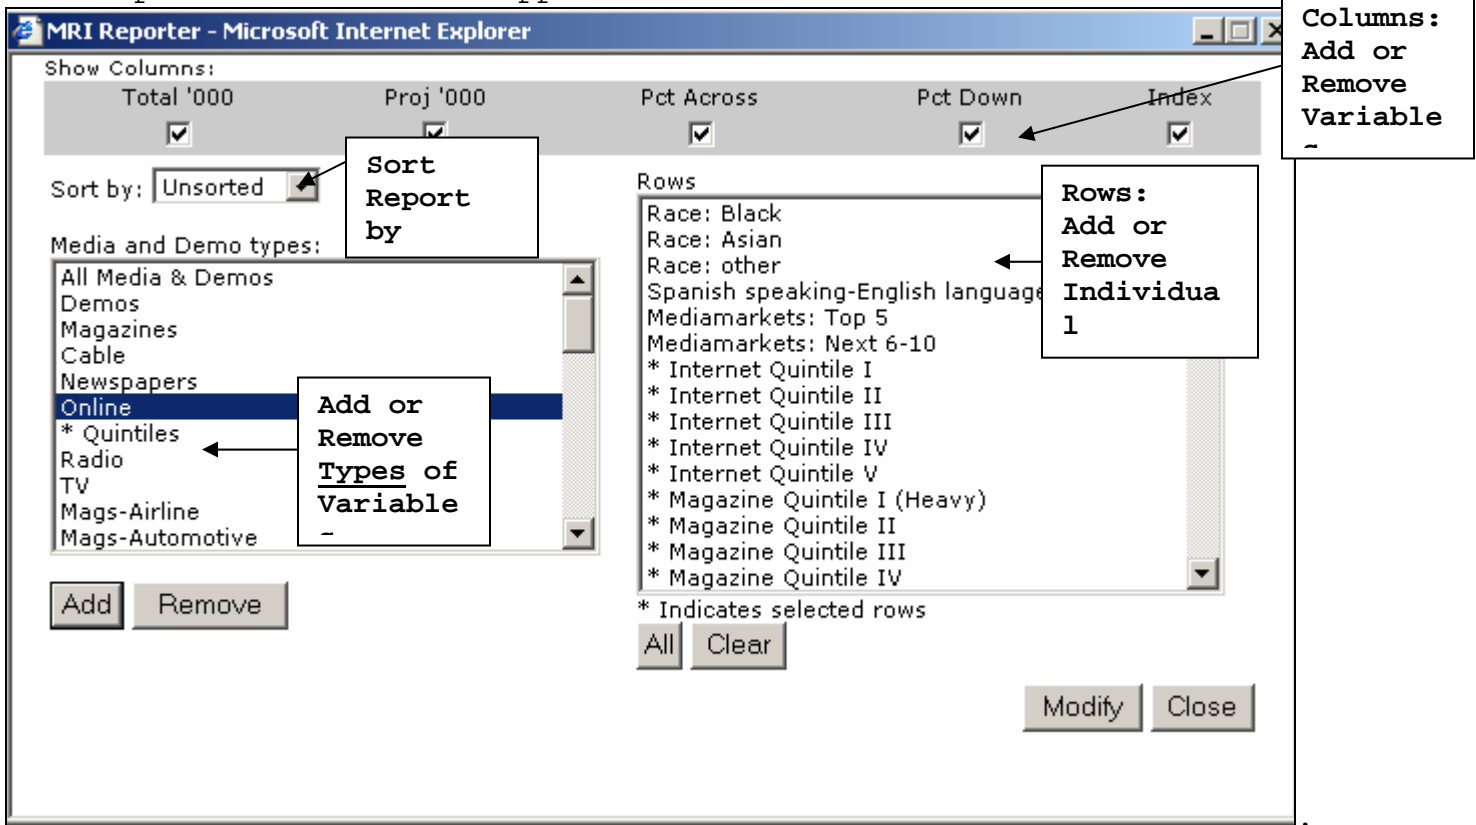 MRI Reporter - Microsoft Internet Explorer
Columns:
Add or
Remove
Variable
Show Columns:
Total '000 Proj '000 Pct Across Pct Down Index
Sort by: Unsorted
Sort
Report
by
Media and Demo types:
All Media & Demos
Demos
Magazines
Cable
Newspapers
Online
* Quintiles
Radio
TV
Mags-Airline
Mags-Automotive
Add or
Remove
Types of
Variable
Add Remove
Rows
Race: Black
Race: Asian
Race: other
Spanish speaking-English language
Mediamarkets: Top 5
Mediamarkets: Next 6-10
* Internet Quintile I
* Internet Quintile II
* Internet Quintile III
* Internet Quintile IV
* Internet Quintile V
* Magazine Quintile I (Heavy)
* Magazine Quintile II
* Magazine Quintile III
* Magazine Quintile IV
Rows:
Add or
Remove
Individua
l
* Indicates selected rows
All Clear
Modify Close
.